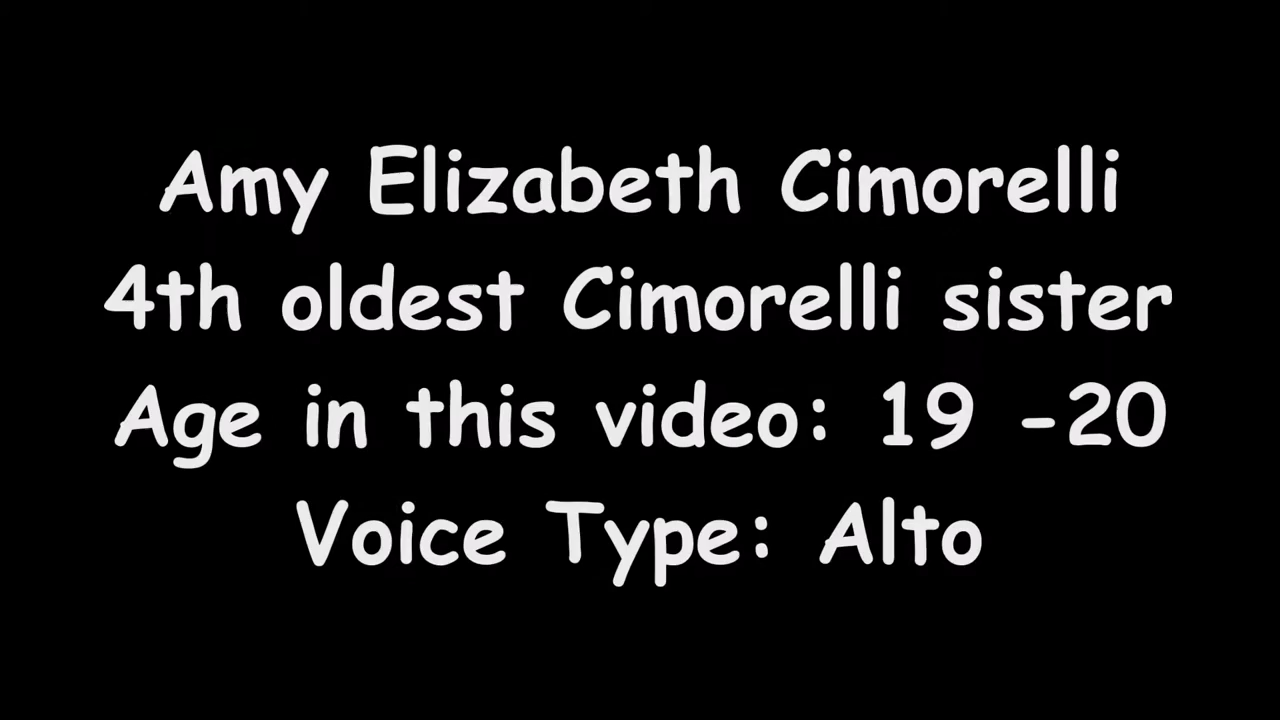 Amy Elizabeth Cimorelli
4th oldest Cimorelli sister
Age in this video: 19 -20
Voice Type: Alto